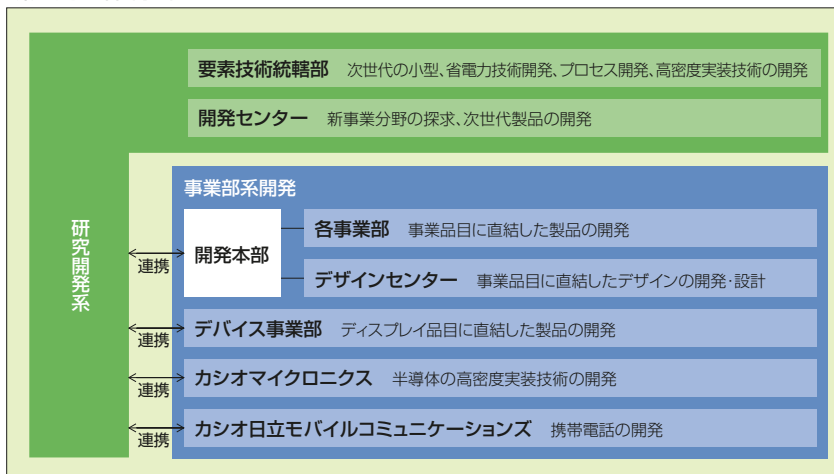 要素技術統轄部 次世代の小型、省電力技術開発、プロセス開発、高密度実装技術の開発
開発センター 新事業分野の探求、次世代製品の開発
研究開発系
事業部系開発
開発本部
各事業部 事業品目に直結した製品の開発
デザインセンター 事業品目に直結したデザインの開発・設計
連携
デバイス事業部 ディスプレイ品目に直結した製品の開発
連携
カシオマイクロニクス 半導体の高密度実装技術の開発
連携
カシオ日立モバイルコミュニケーションズ 携帯電話の開発
連携